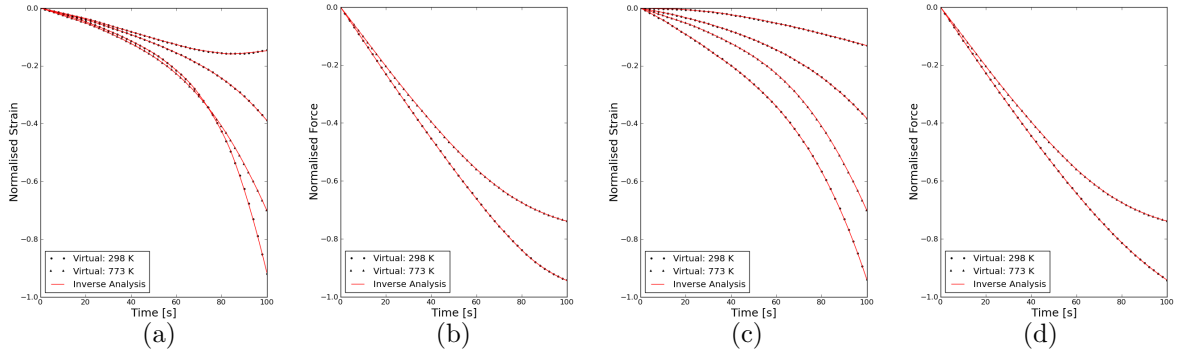 0.0
−0.2
−0.4
−0.6
−0.8
−1.0
Normalised Strain
Virtual: 298 K
Virtual: 773 K
Inverse Analysis
0 20 40 60 80 100
Time [s]
(a)
0.0
−0.2
−0.4
−0.6
−0.8
−1.0
Normalised Force
Virtual: 298 K
Virtual: 773 K
Inverse Analysis
0 20 40 60 80 100
Time [s]
(b)
0.0
−0.2
−0.4
−0.6
−0.8
−1.0
Normalised Strain
Virtual: 298 K
Virtual: 773 K
Inverse Analysis
0 20 40 60 80 100
Time [s]
(c)
0.0
−0.2
−0.4
−0.6
−0.8
−1.0
Normalised Force
Virtual: 298 K
Virtual: 773 K
Inverse Analysis
0 20 40 60 80 100
Time [s]
(d)